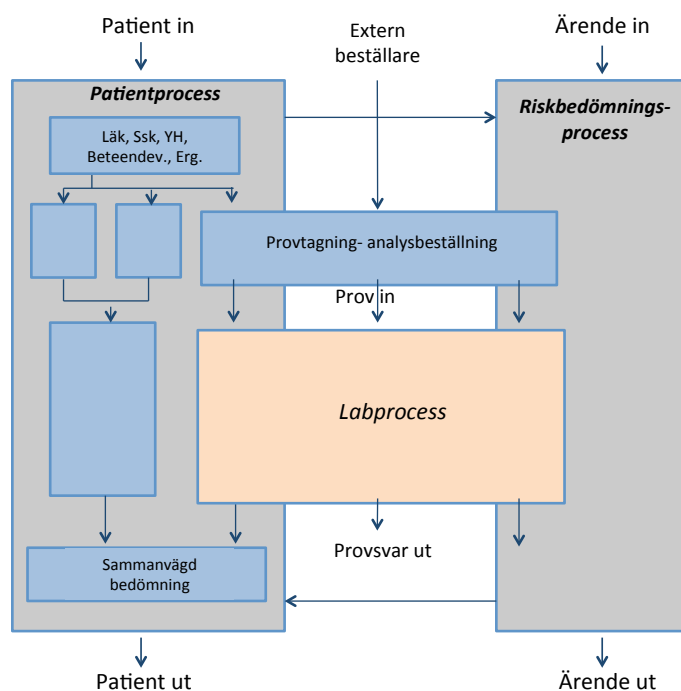 Patient in
Extern
beställare
Ärende in
Patientprocess
Riskbedömnings-
process
Läk, Ssk, YH,
Beteendev., Erg.
Provtagning- analysbeställning
Prov in
Labprocess
Provsvar ut
Sammanvägd
bedömning
Patient ut
Ärende ut